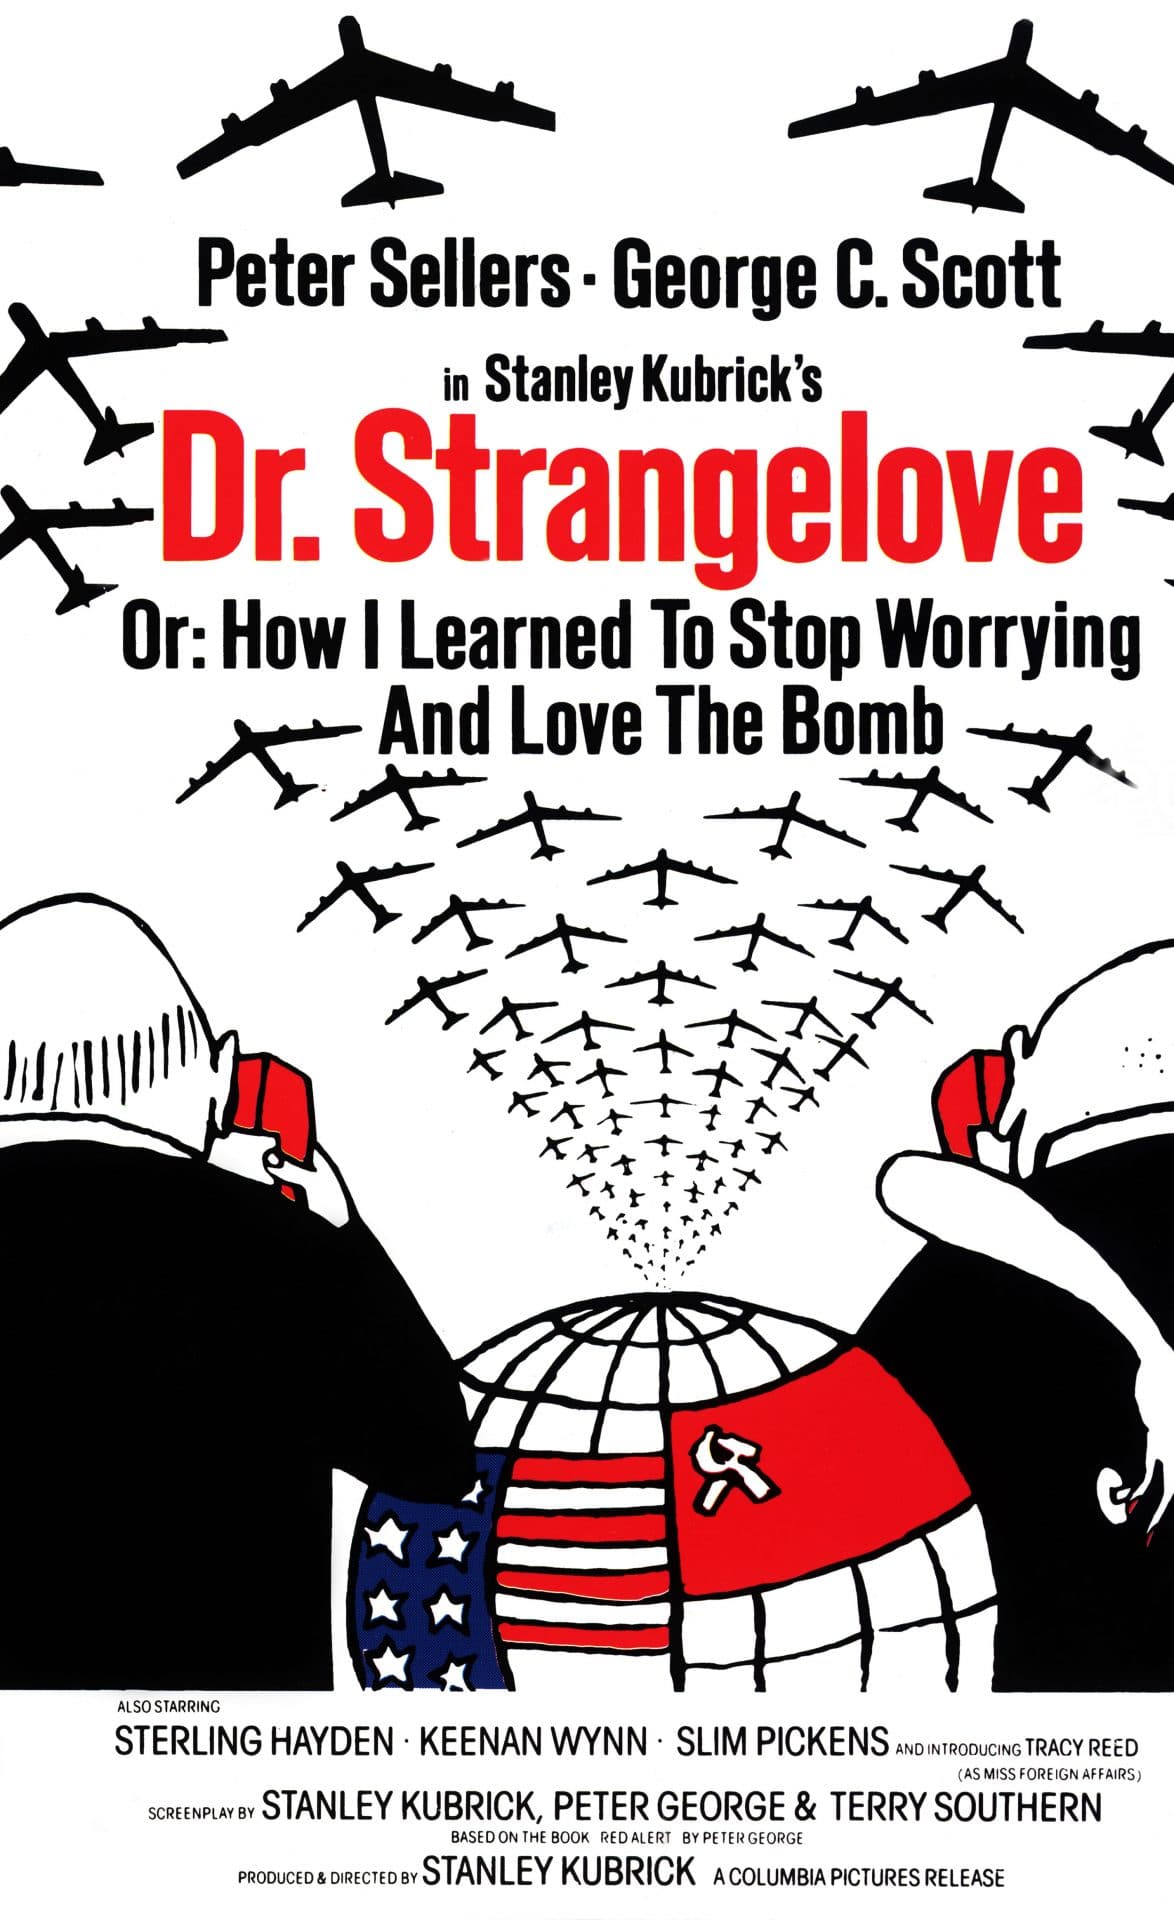 Peter Sellers · George C. Scott
in Stanley Kubrick's
Dr. Strangelove
Or: How I Learned To Stop Worrying
And Love The Bomb
ALSO STARRING
STERLING HAYDEN · KEENAN WYNN · SLIM PICKENS AND INTRODUCING TRACY REED
(AS MISS FOREIGN AFFAIRS)
SCREENPLAY BY STANLEY KUBRICK, PETER GEORGE & TERRY SOUTHERN
BASED ON THE BOOK RED ALERT BY PETER GEORGE
PRODUCED & DIRECTED BY STANLEY KUBRICK A COLUMBIA PICTURES RELEASE